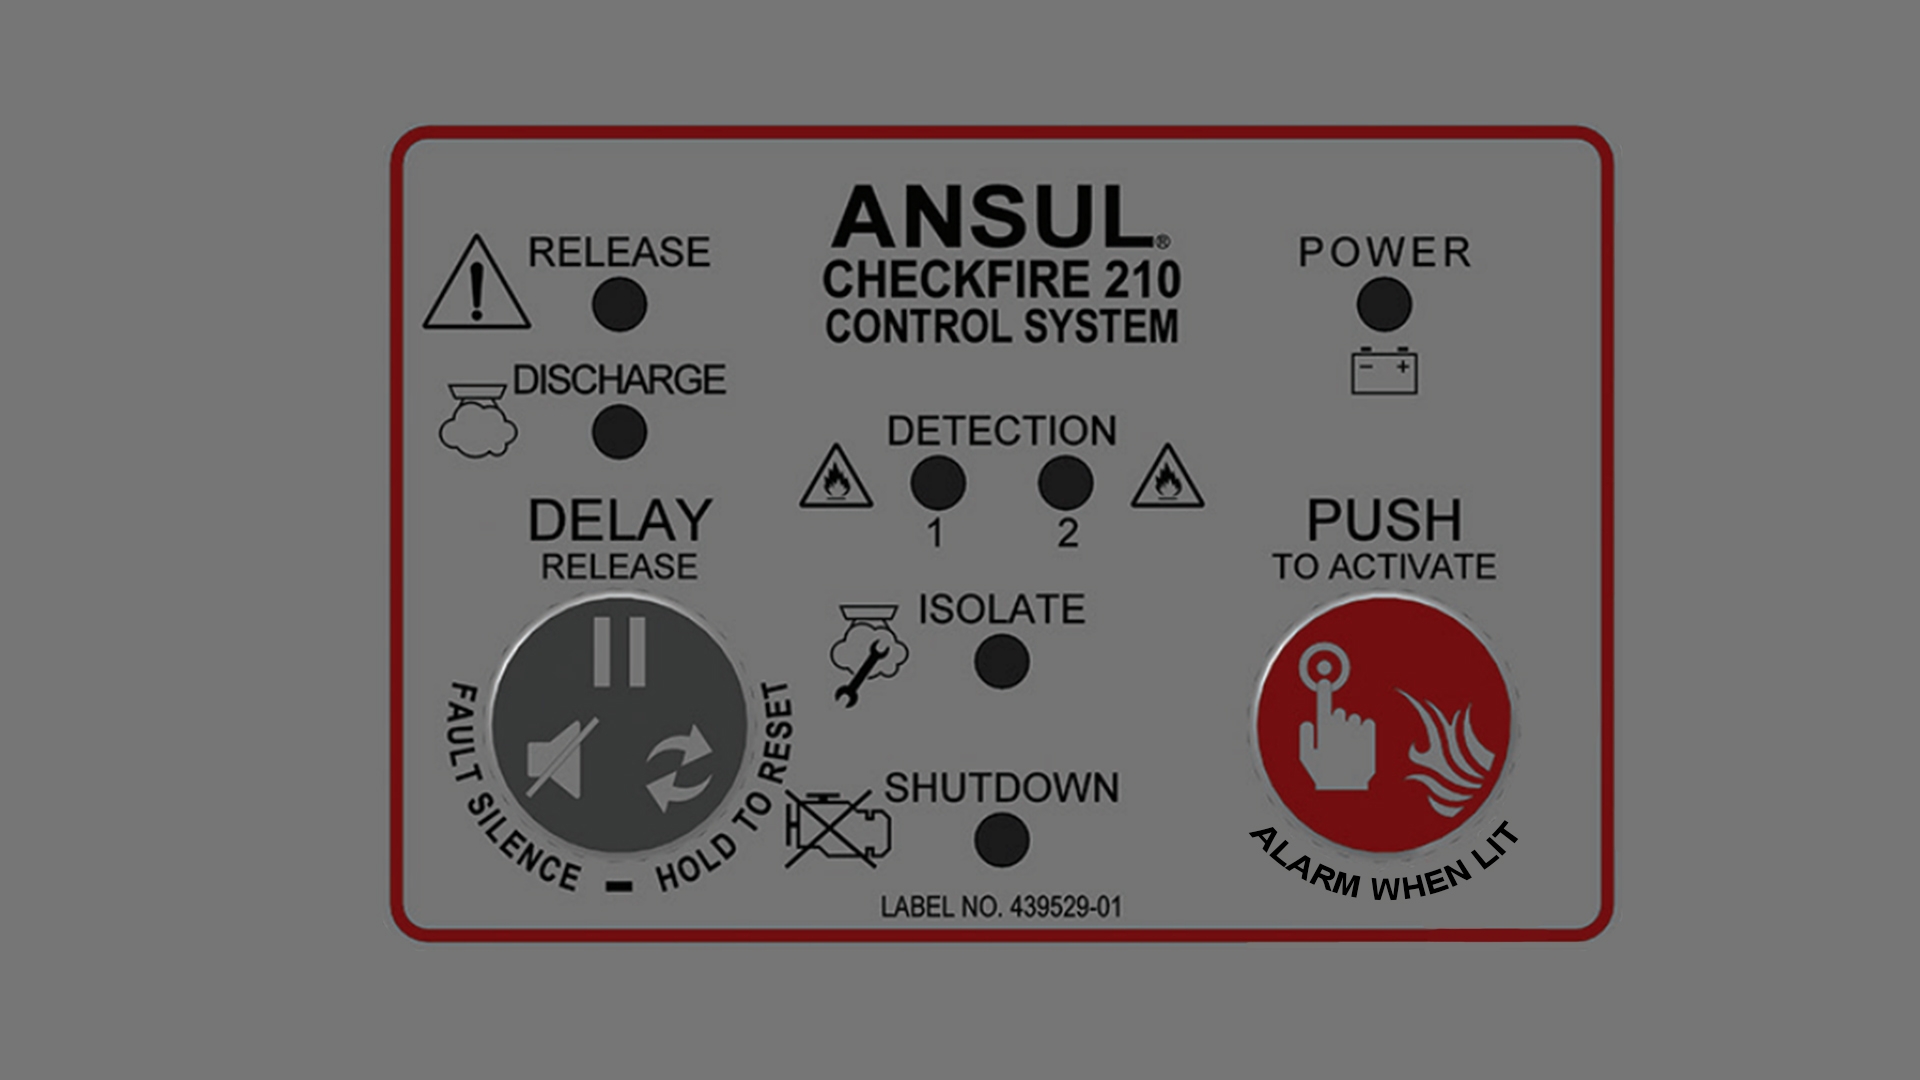 ANSUL®
CHECKFIRE 210
CONTROL SYSTEM
RELEASE
POWER
- +
DISCHARGE
DETECTION
1 2
DELAY
RELEASE
FAULT SILENCE - HOLD TO RESET
ISOLATE
SHUTDOWN
PUSH
TO ACTIVATE
ALARM WHEN LIT
LABEL NO. 439529-01